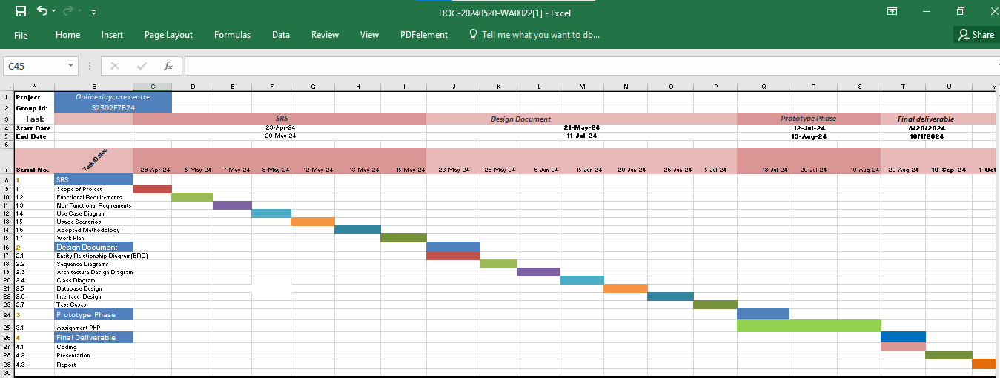 DOC-20240520-WA0022[1] - Excel
File Home Insert Page Layout Formulas Data Review View PDFelement Tell me what you want to do... Share
C45 fx
A B C D E F G H I J K L M N O P Q R S T U V
1 Project Online daycare centre
2 Group Id: S2302F7B24
3 Task SRS Design Document Prototype Phase Final deliverable
4 Start Date 29-Apr-24 21-May-24 12-Jul-24 8/20/2024
5 End Date 20-May-24 11-Jul-24 19-Aug-24 10/1/2024
6
7 Serial No. Task/Dates 29-Apr-24 5-May-24 7-May-24 9-May-24 12-May-24 13-May-24 15-May-24 23-May-24 28-May-24 6-Jun-24 15-Jun-24 20-Jun-24 26-Jun-24 5-Jul-24 13-Jul-24 20-Jul-24 10-Aug-24 20-Aug-24 10-Sep-24 1-Oct
8 1 SRS
9 1.1 Scope of Project
10 1.2 Functional Requirements
11 1.3 Non Functional Reqirements
12 1.4 Use Case Diagram
13 1.5 Usage Scenarios
14 1.6 Adopted Methodology
15 1.7 Work Plan
16 2 Design Document
17 2.1 Entity Relationship Diagram(ERD)
18 2.2 Sequence Diagrams
19 2.3 Architecture Design Diagram
20 2.4 Class Diagram
21 2.5 Database Design
22 2.6 Interface Design
23 2.7 Test Cases
24 3 Prototype Phase
25 3.1 Assignment PHP
26 4 Final Deliverable
27 4.1 Coding
28 4.2 Presentation
29 4.3 Report
30